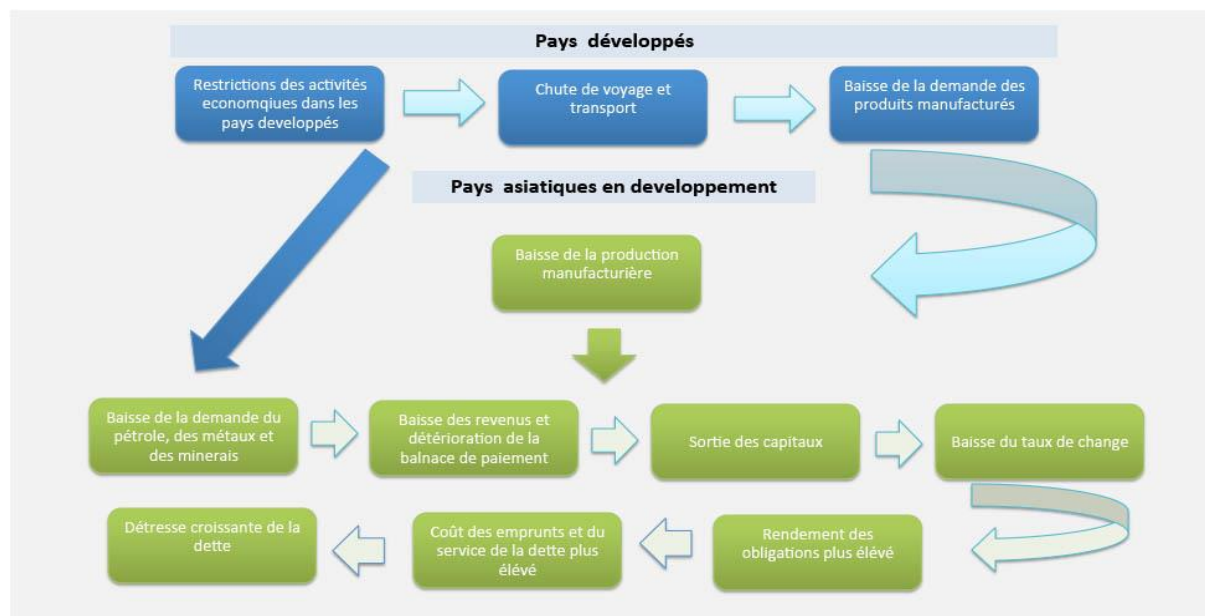 Pays développés
Restrictions des activités
economqiues dans les
pays developpés
Chute de voyage et
transport
Baisse de la demande des
produits manufacturés
Pays asiatiques en developpement
Baisse de la production
manufacturière
Baisse de la demande du
pétrole, des métaux et
des minerais
Baisse des revenus et
détérioration de la
balnace de paiement
Sortie des capitaux
Baisse du taux de change
Rendement des
obligations plus élévé
Coût des emprunts et du
service de la dette plus
élévé
Détresse croissante de la
dette